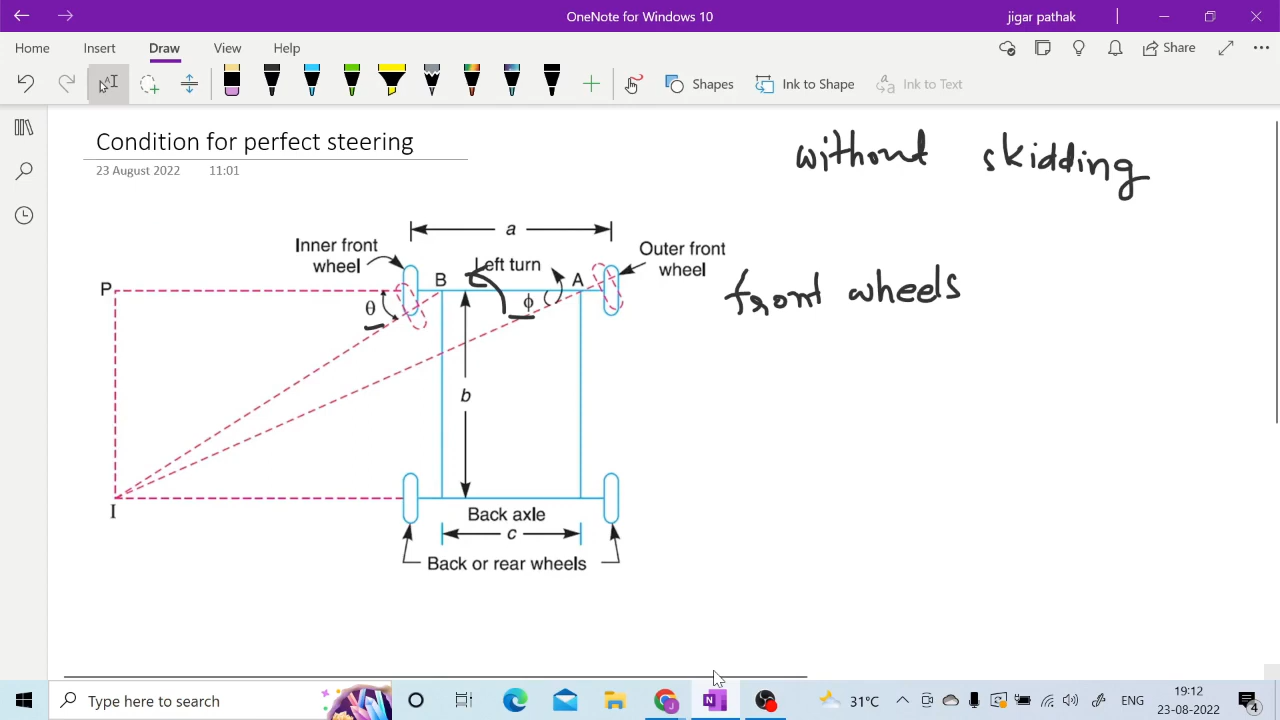 OneNote for Windows 10
jigar pathak
Home Insert Draw View Help
Share
Shapes
Ink to Shape
Ink to Text
Condition for perfect steering
23 August 2022 11:01
without skidding
a
Inner front
wheel
Left turn
Outer front
wheel
P
B
A
θ
ϕ
front wheels
b
I
Back axle
c
Back or rear wheels
Type here to search
31°C
ENG
19:12
23-08-2022
4